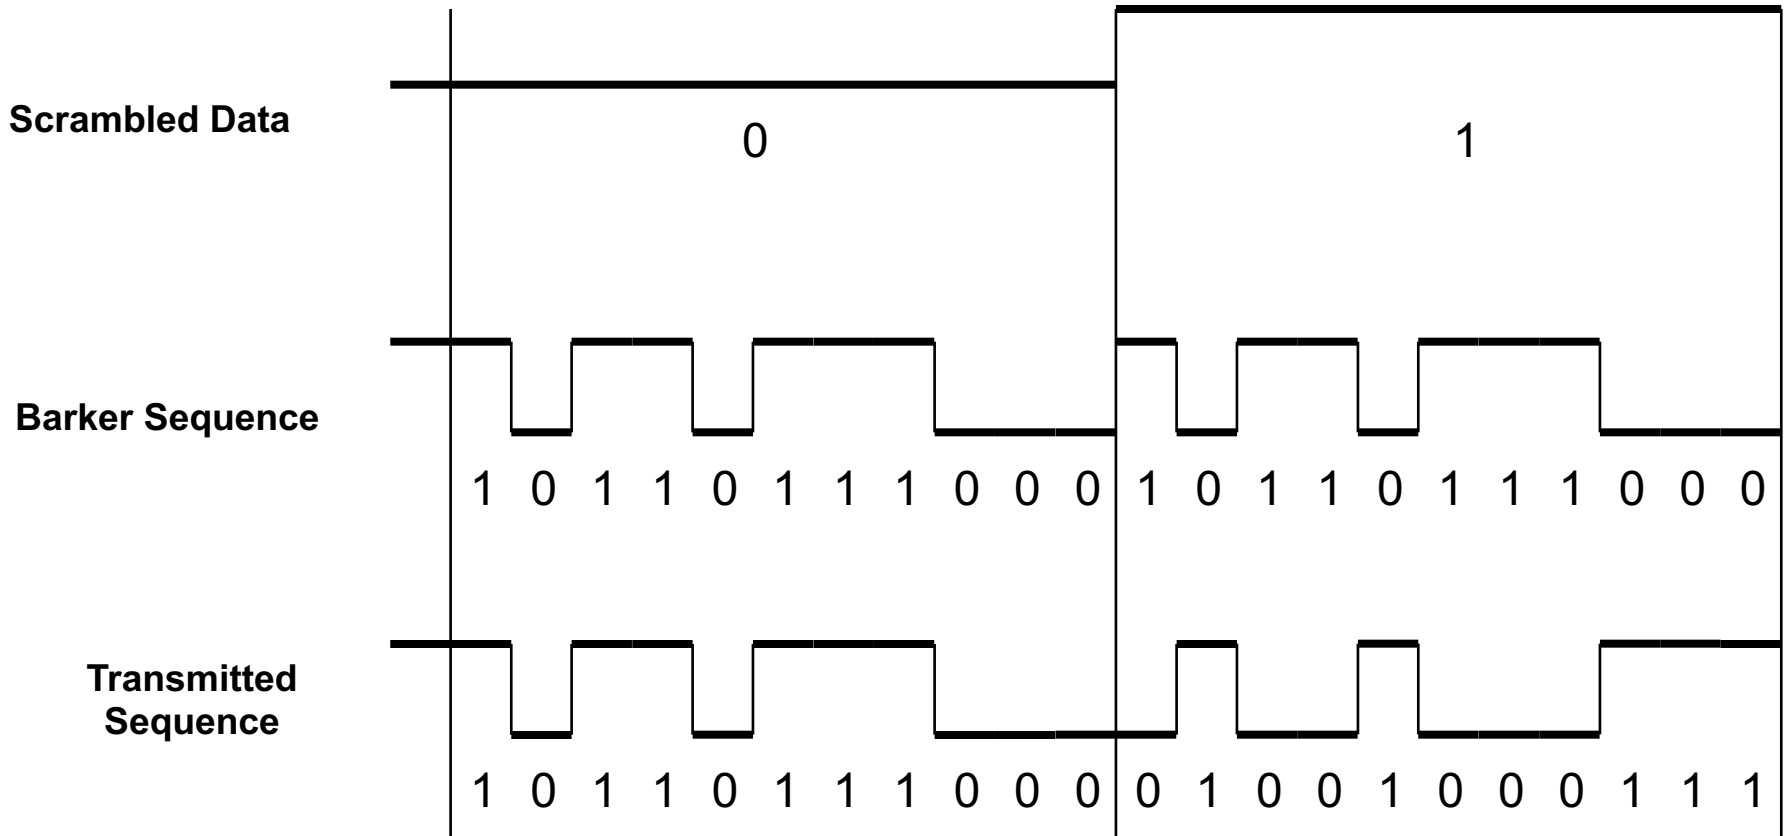 Scrambled Data
0 1
Barker Sequence
1 0 1 1 0 1 1 1 0 0 0 1 0 1 1 0 1 1 1 0 0 0
Transmitted
Sequence
1 0 1 1 0 1 1 1 0 0 0 0 1 0 0 1 0 0 0 1 1 1